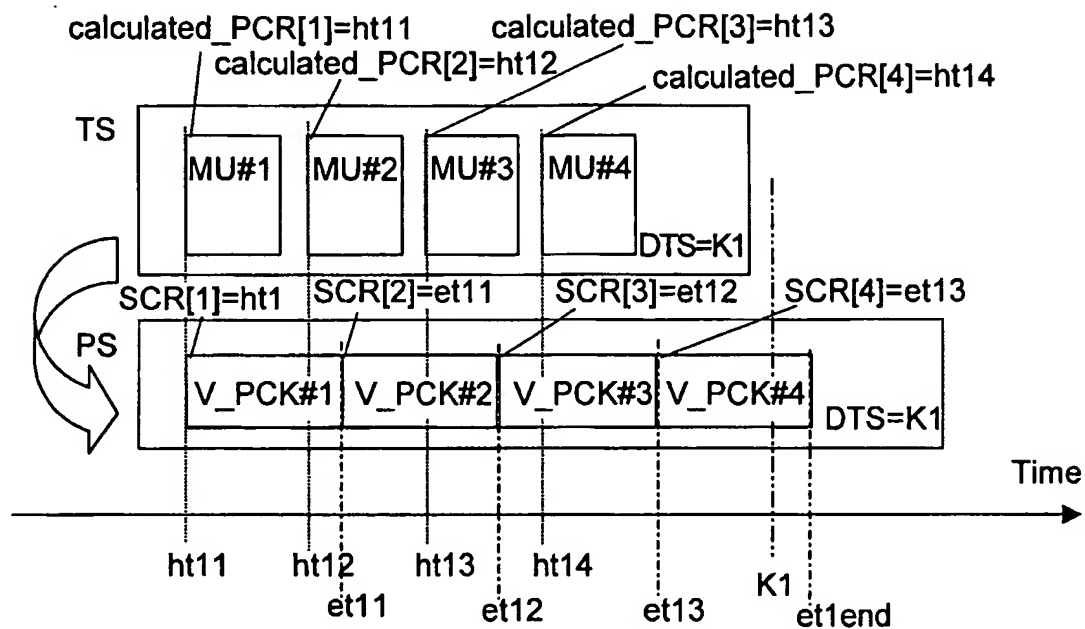 calculated_PCR[1]=ht11 calculated_PCR[3]=ht13
calculated_PCR[2]=ht12
calculated_PCR[4]=ht14
TS
MU#1 MU#2 MU#3 MU#4
DTS=K1
SCR[1]=ht1 SCR[2]=et11 SCR[3]=et12 SCR[4]=et13
PS
V_PCK#1 V_PCK#2 V_PCK#3 V_PCK#4
DTS=K1
Time
ht11 ht12 ht13 ht14
K1
et11 et12 et13 et1end